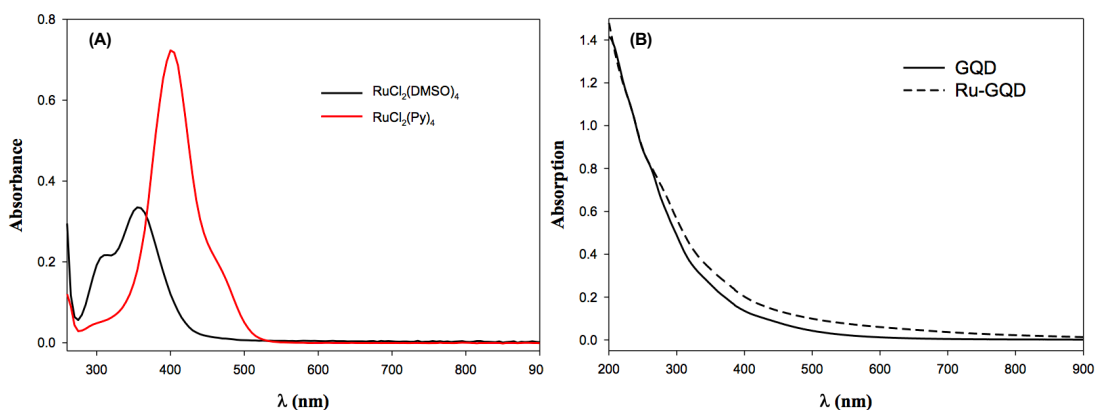 (A)
RuCl₂(DMSO)₄
RuCl₂(Py)₄
Absorbance
0.8
0.6
0.4
0.2
0.0
300 400 500 600 700 800 90
λ (nm)
(B)
GQD
Ru-GQD
Absorption
1.4
1.2
1.0
0.8
0.6
0.4
0.2
0.0
200 300 400 500 600 700 800 900
λ (nm)